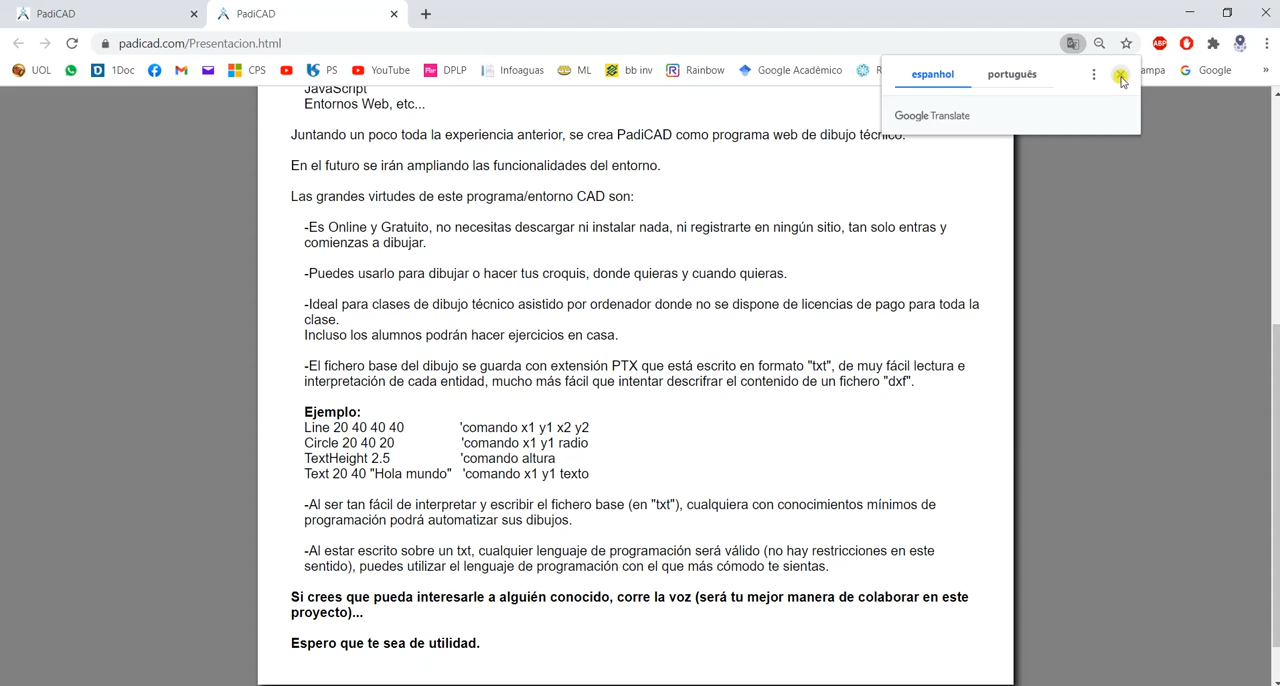 PadiCAD
PadiCAD
padicad.com/Presentacion.html
ABP
UOL
1Doc
CPS
PS
YouTube
DPLP
Infoaguas
ML
bb inv
Rainbow
Google Acadêmico
ampa
Google
»
espanhol
português
Google Translate
JavaScript
Entornos Web, etc...
Juntando un poco toda la experiencia anterior, se crea PadiCAD como programa web de dibujo técnico.
En el futuro se irán ampliando las funcionalidades del entorno.
Las grandes virtudes de este programa/entorno CAD son:
-Es Online y Gratuito, no necesitas descargar ni instalar nada, ni registrarte en ningún sitio, tan solo entras y
comienzas a dibujar.
-Puedes usarlo para dibujar o hacer tus croquis, donde quieras y cuando quieras.
-Ideal para clases de dibujo técnico asistido por ordenador donde no se dispone de licencias de pago para toda la
clase.
Incluso los alumnos podrán hacer ejercicios en casa.
-El fichero base del dibujo se guarda con extensión PTX que está escrito en formato "txt", de muy fácil lectura e
interpretación de cada entidad, mucho más fácil que intentar descrifrar el contenido de un fichero "dxf".
Ejemplo:
Line 20 40 40 40 'comando x1 y1 x2 y2
Circle 20 40 20 'comando x1 y1 radio
TextHeight 2.5 'comando altura
Text 20 40 "Hola mundo" 'comando x1 y1 texto
-Al ser tan fácil de interpretar y escribir el fichero base (en "txt"), cualquiera con conocimientos mínimos de
programación podrá automatizar sus dibujos.
-Al estar escrito sobre un txt, cualquier lenguaje de programación será válido (no hay restricciones en este
sentido), puedes utilizar el lenguaje de programación con el que más cómodo te sientas.
Si crees que pueda interesarle a alguién conocido, corre la voz (será tu mejor manera de colaborar en este
proyecto)...
Espero que te sea de utilidad.